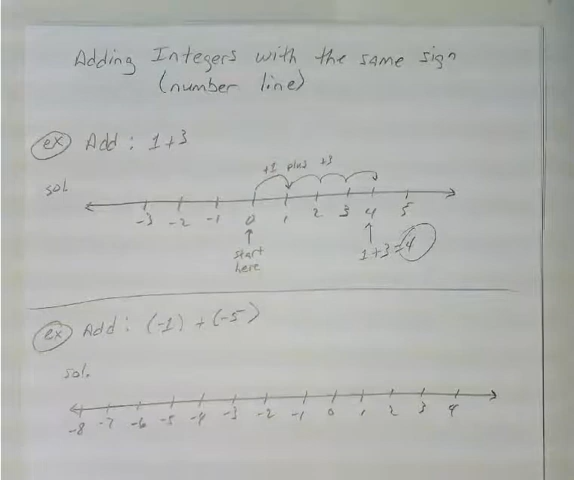 Adding Integers with the same sign
(number line)
ex Add: 1+3
+1 plus +3
sol.
-3 -2 -1 0 1 2 3 4 5
start
here
1+3=4
ex Add: (-1) + (-5)
sol.
-8 -7 -6 -5 -4 -3 -2 -1 0 1 2 3 4